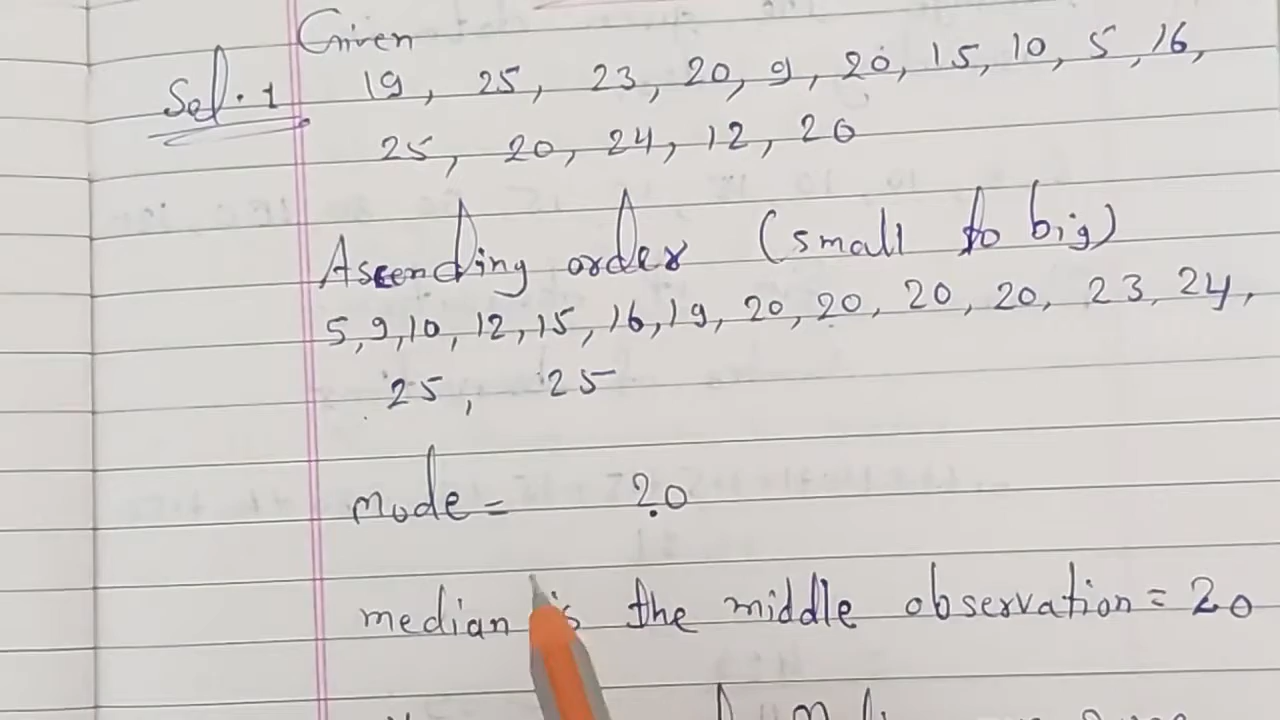 Given
Sol.1 19, 25, 23, 20, 9, 20, 15, 10, 5, 16,
25, 20, 24, 12, 20
Ascending order (small to big)
5, 9, 10, 12, 15, 16, 19, 20, 20, 20, 20, 23, 24,
25, 25
mode = 20
median is the middle observation = 20